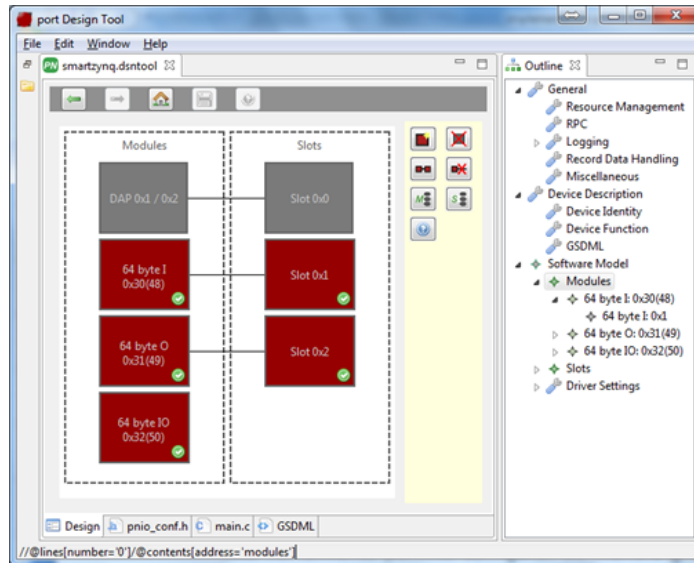 port Design Tool
File Edit Window Help
PN smartzynq.dsntool
Modules
Slots
DAP 0x1 / 0x2
Slot 0x0
64 byte I
0x30(48)
Slot 0x1
64 byte O
0x31(49)
Slot 0x2
64 byte IO
0x32(50)
M
S
Design
pnio_conf.h
main.c
GSDML
Outline
General
Resource Management
RPC
Logging
Record Data Handling
Miscellaneous
Device Description
Device Identity
Device Function
GSDML
Software Model
Modules
64 byte I: 0x30(48)
64 byte I: 0x1
64 byte O: 0x31(49)
64 byte IO: 0x32(50)
Slots
Driver Settings
//@lines[number='0']/@contents[address='modules']